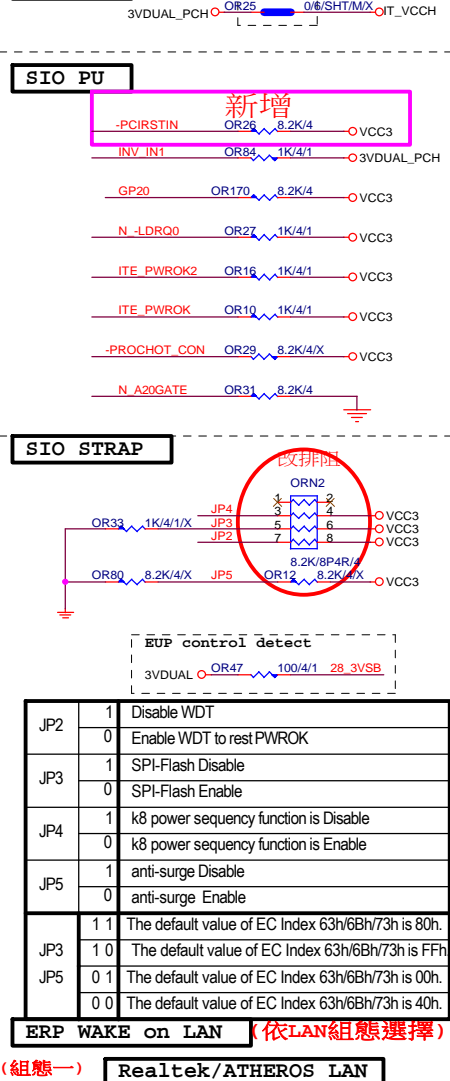 3VDUAL_PCH OR25 0/6/SHT/M/X IT_VCCH
SIO PU
新增
-PCIRSTIN OR26 8.2K/4 VCC3
INV_IN1 OR84 1K/4/1 3VDUAL_PCH
GP20 OR170 8.2K/4 VCC3
N_-LDRQ0 OR27 1K/4/1 VCC3
ITE_PWROK2 OR16 1K/4/1 VCC3
ITE_PWROK OR10 1K/4/1 VCC3
-PROCHOT_CON OR29 8.2K/4/X VCC3
N_A20GATE OR31 8.2K/4
SIO STRAP
改排阻
ORN2
1 2
JP4 3 4 VCC3
OR33 1K/4/1/X JP3 5 6 VCC3
JP2 7 8 VCC3
8.2K/8P4R/4
OR80 8.2K/4/X JP5 OR12 8.2K/4/X VCC3
EUP control detect
3VDUAL OR47 100/4/1 28_3VSB
JP2 1 Disable WDT
0 Enable WDT to rest PWROK
JP3 1 SPI-Flash Disable
0 SPI-Flash Enable
JP4 1 k8 power sequency function is Disable
0 k8 power sequency function is Enable
JP5 1 anti-surge Disable
0 anti-surge Enable
JP3 JP5 1 1 The default value of EC Index 63h/6Bh/73h is 80h.
1 0 The default value of EC Index 63h/6Bh/73h is FFh
0 1 The default value of EC Index 63h/6Bh/73h is 00h.
0 0 The default value of EC Index 63h/6Bh/73h is 40h.
ERP WAKE on LAN (依LAN組態選擇)
(組態一) Realtek/ATHEROS LAN